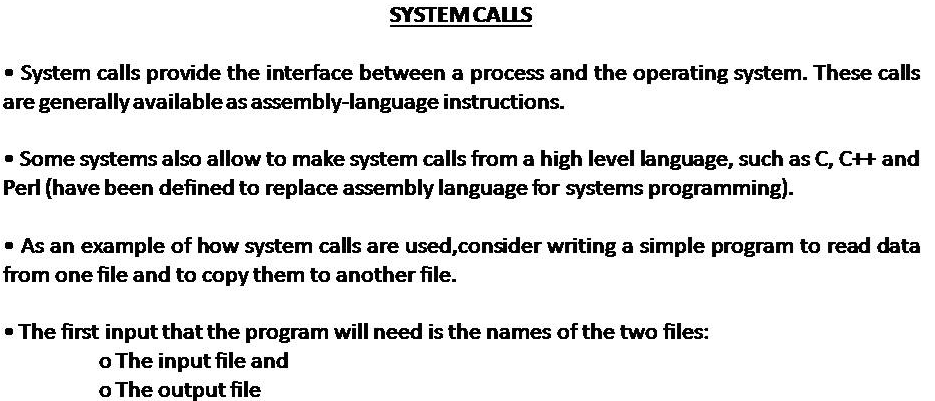 SYSTEM CALLS
• System calls provide the interface between a process and the operating system. These calls
are generally available as assembly-language instructions.
• Some systems also allow to make system calls from a high level language, such as C, C++ and
Perl (have been defined to replace assembly language for systems programming).
• As an example of how system calls are used,consider writing a simple program to read data
from one file and to copy them to another file.
• The first input that the program will need is the names of the two files:
o The input file and
o The output file